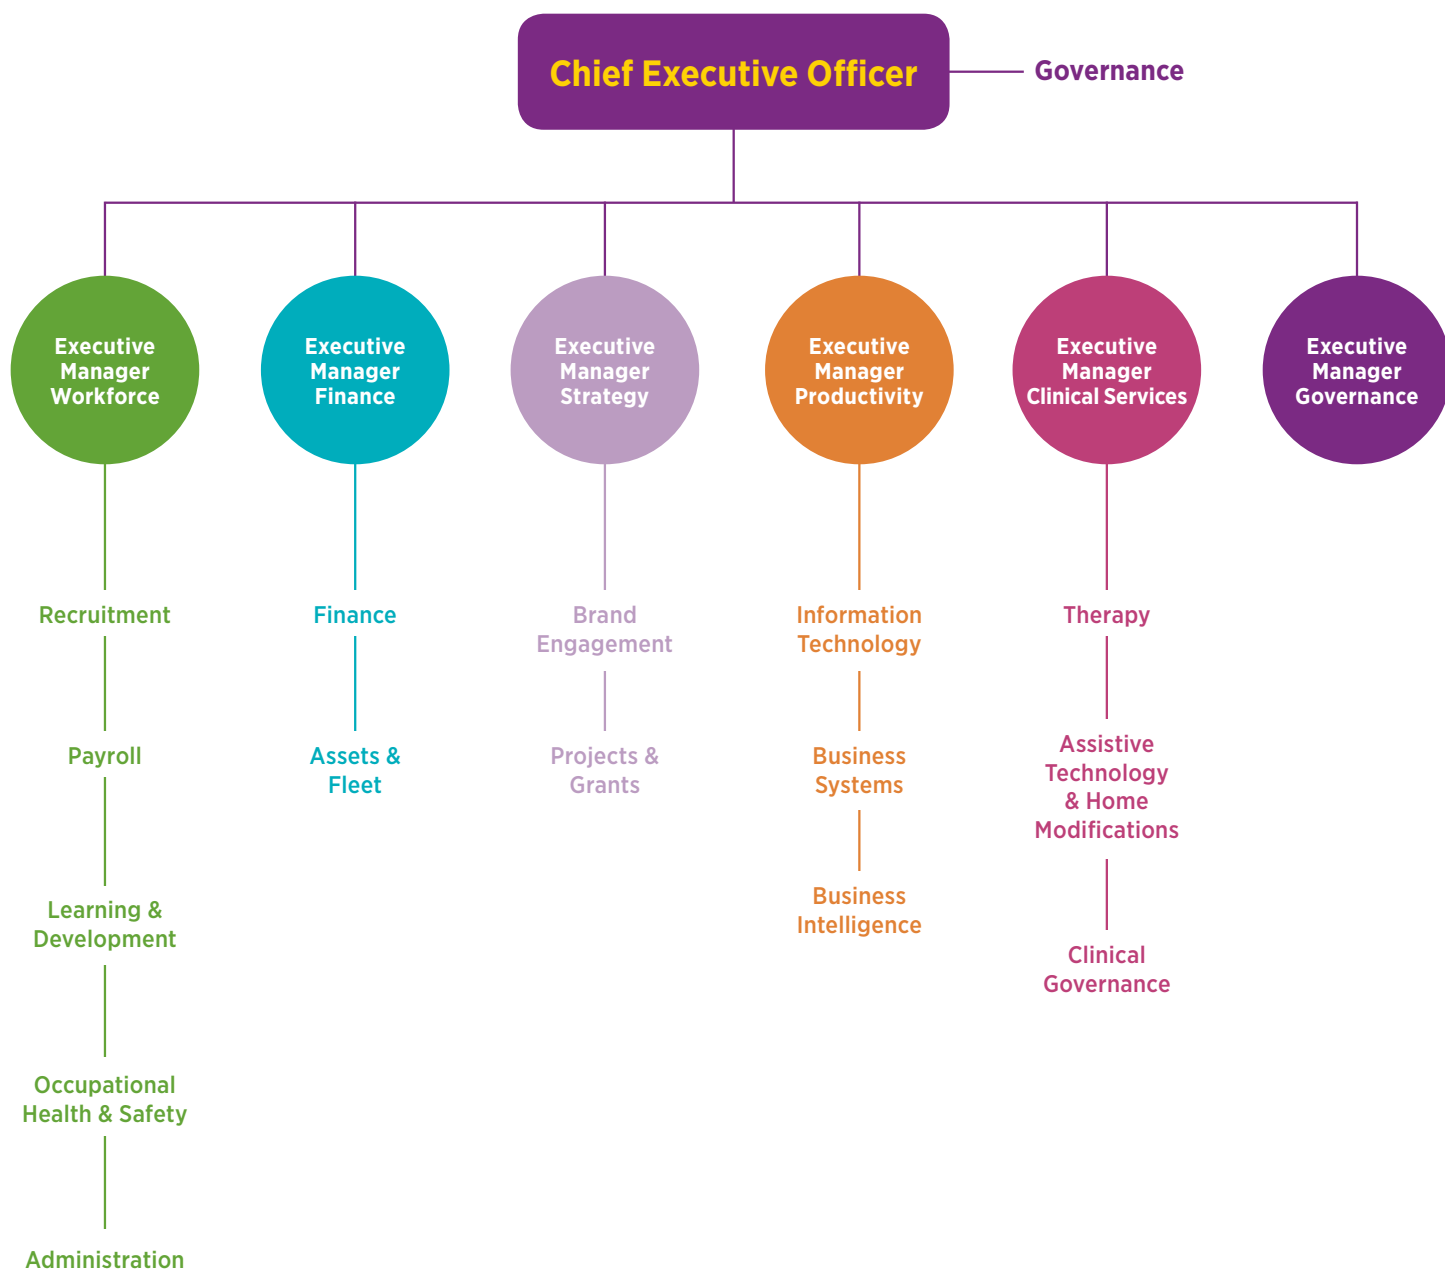 Chief Executive Officer
Governance
Executive
Manager
Workforce
Executive
Manager
Finance
Executive
Manager
Strategy
Executive
Manager
Productivity
Executive
Manager
Clinical Services
Executive
Manager
Governance
Recruitment
Payroll
Learning &
Development
Occupational
Health & Safety
Administration
Finance
Assets &
Fleet
Brand
Engagement
Projects &
Grants
Information
Technology
Business
Systems
Business
Intelligence
Therapy
Assistive
Technology
& Home
Modifications
Clinical
Governance